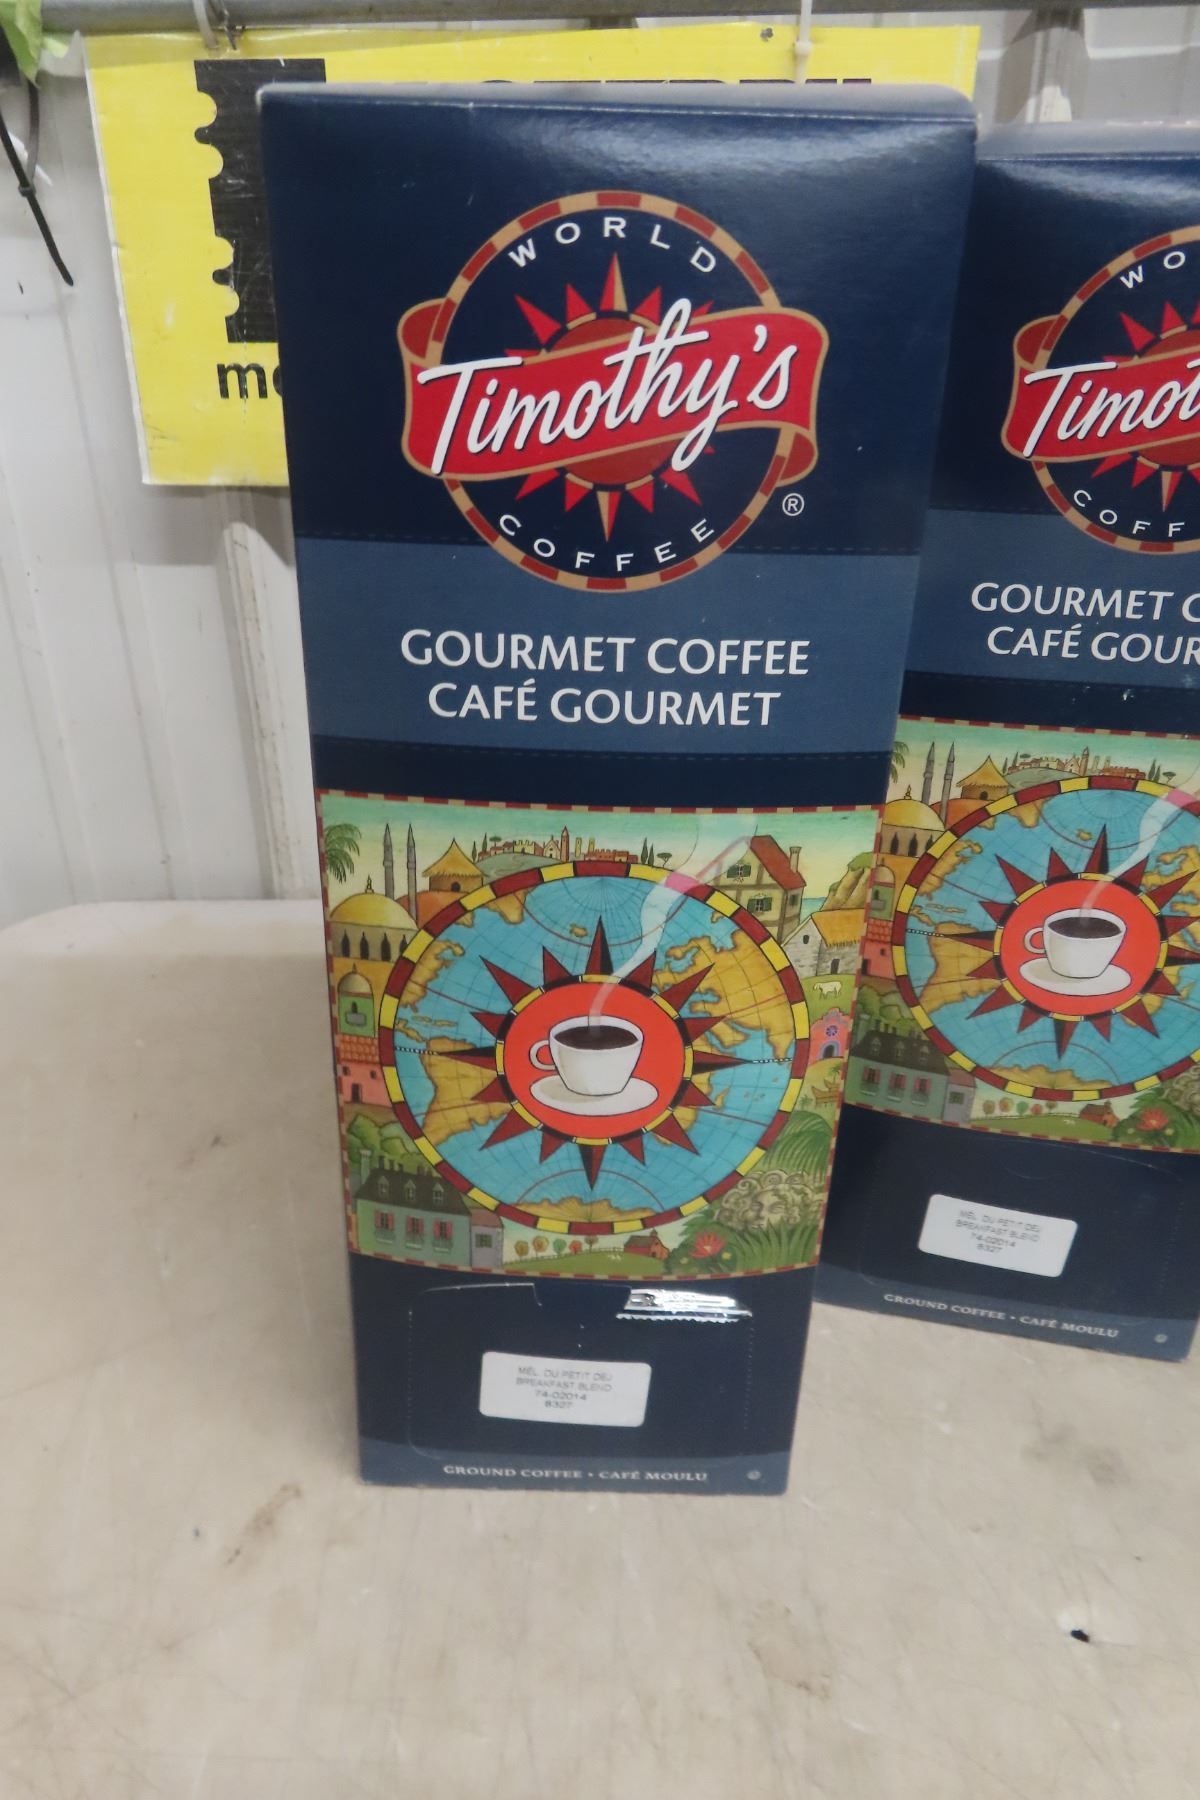 WORLD
Timothy's
COFFEE
®
GOURMET COFFEE
CAFÉ GOURMET
MÉL. DU PETIT DEJ
BREAKFAST BLEND
74-02014
8327
GROUND COFFEE • CAFÉ MOULU
WO
Timot
COFF
GOURMET C
CAFÉ GOUR
MÉL. DU PETIT DEJ
BREAKFAST BLEND
74-02014
8327
GROUND COFFEE • CAFÉ MOULU